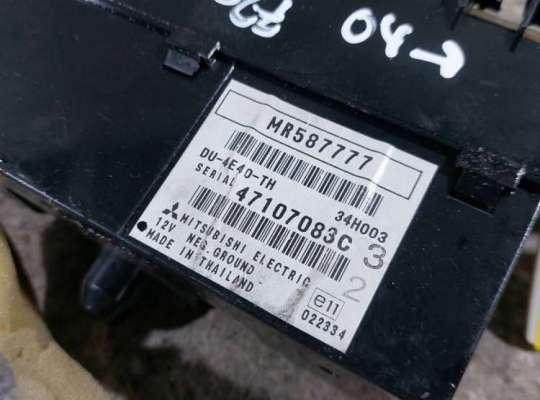 04→
MR587777
DU-4E40-TH
34H003
SERIAL
47107083C
3
2
MITSUBISHI ELECTRIC
12V NEG. GROUND
MADE IN THAILAND
e11
022334